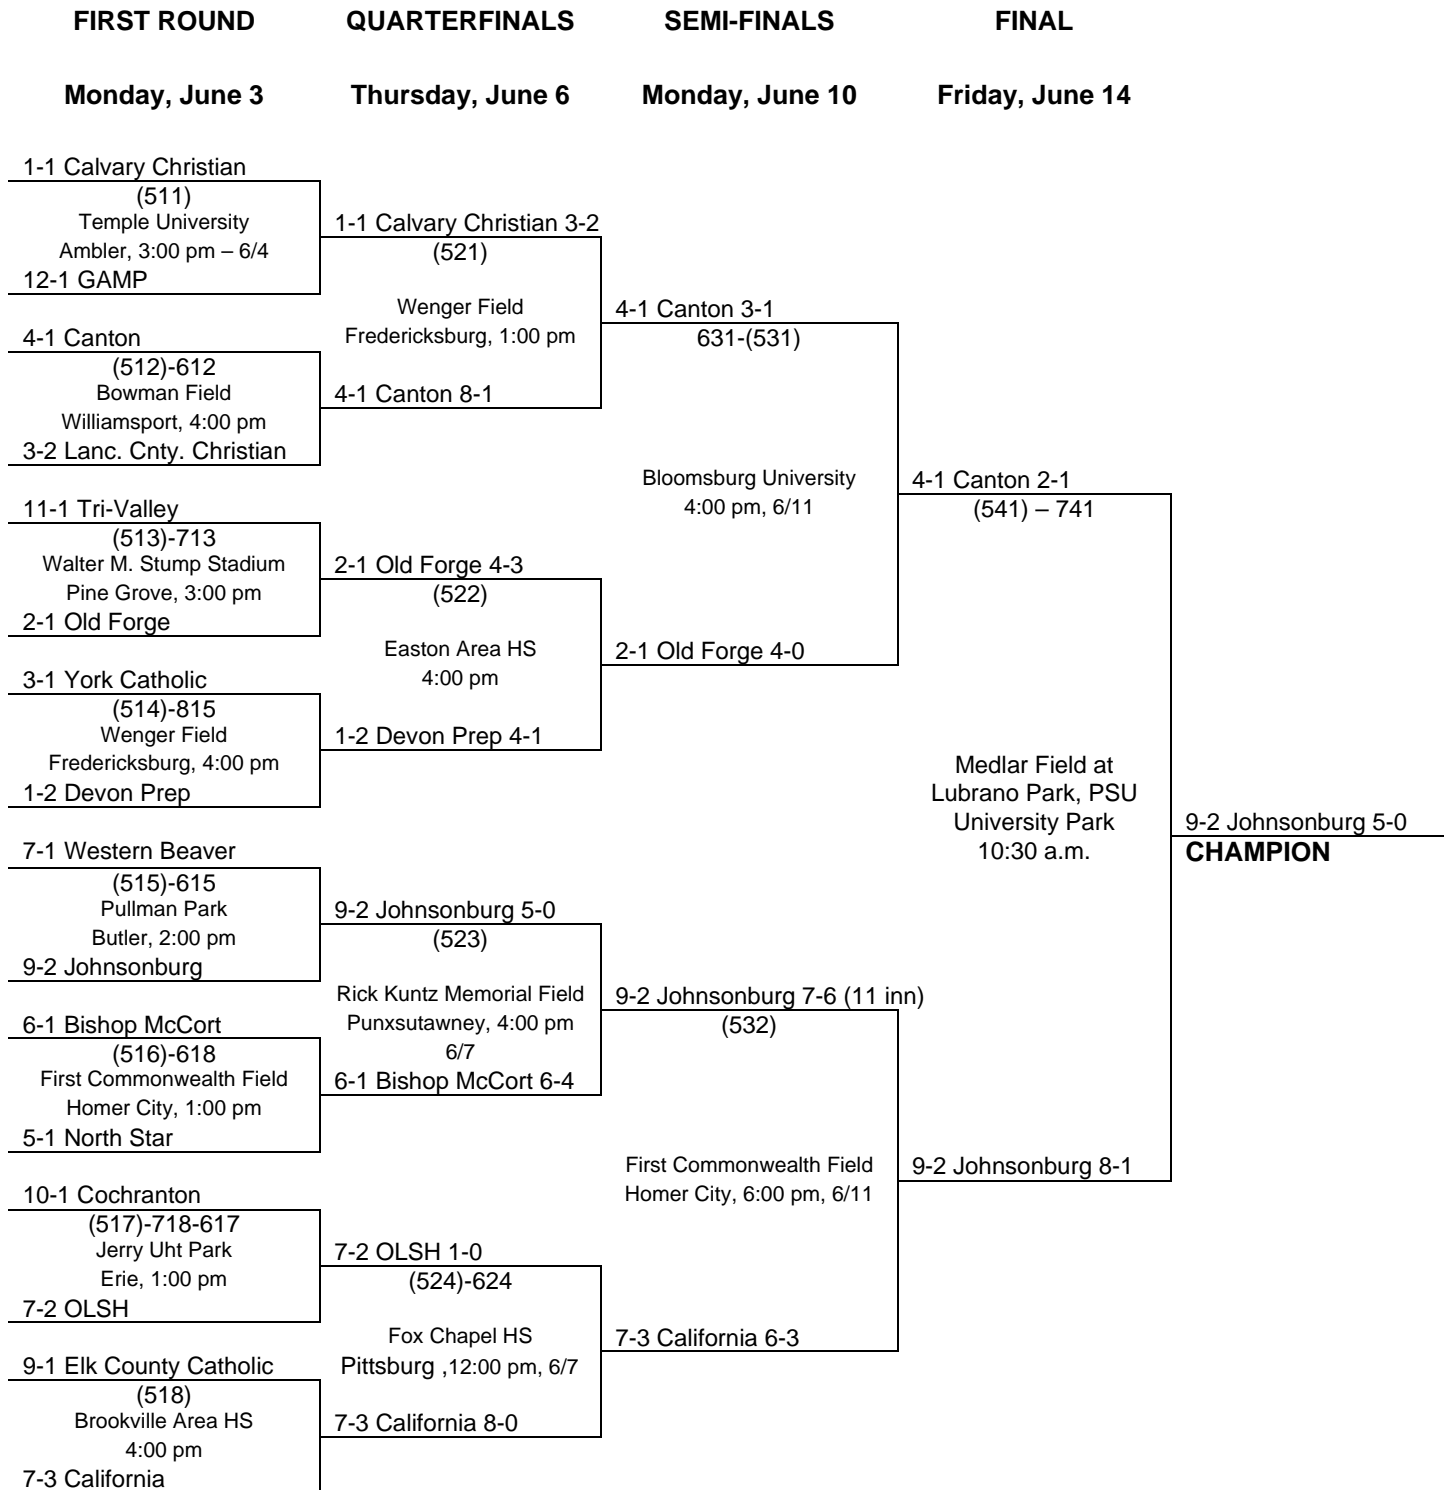 FIRST ROUND
QUARTERFINALS
SEMI-FINALS
FINAL
Monday, June 3
Thursday, June 6
Monday, June 10
Friday, June 14
1-1 Calvary Christian
(511)
Temple University
Ambler, 3:00 pm – 6/4
12-1 GAMP
4-1 Canton
(512)-612
Bowman Field
Williamsport, 4:00 pm
3-2 Lanc. Cnty. Christian
11-1 Tri-Valley
(513)-713
Walter M. Stump Stadium
Pine Grove, 3:00 pm
2-1 Old Forge
3-1 York Catholic
(514)-815
Wenger Field
Fredericksburg, 4:00 pm
1-2 Devon Prep
7-1 Western Beaver
(515)-615
Pullman Park
Butler, 2:00 pm
9-2 Johnsonburg
6-1 Bishop McCort
(516)-618
First Commonwealth Field
Homer City, 1:00 pm
5-1 North Star
10-1 Cochranton
(517)-718-617
Jerry Uht Park
Erie, 1:00 pm
7-2 OLSH
9-1 Elk County Catholic
(518)
Brookville Area HS
4:00 pm
7-3 California
1-1 Calvary Christian 3-2
(521)
Wenger Field
Fredericksburg, 1:00 pm
4-1 Canton 8-1
2-1 Old Forge 4-3
(522)
Easton Area HS
4:00 pm
1-2 Devon Prep 4-1
9-2 Johnsonburg 5-0
(523)
Rick Kuntz Memorial Field
Punxsutawney, 4:00 pm
6/7
6-1 Bishop McCort 6-4
7-2 OLSH 1-0
(524)-624
Fox Chapel HS
Pittsburg ,12:00 pm, 6/7
7-3 California 8-0
4-1 Canton 3-1
631-(531)
Bloomsburg University
4:00 pm, 6/11
2-1 Old Forge 4-0
9-2 Johnsonburg 7-6 (11 inn)
(532)
First Commonwealth Field
Homer City, 6:00 pm, 6/11
7-3 California 6-3
4-1 Canton 2-1
(541) – 741
Medlar Field at
Lubrano Park, PSU
University Park
10:30 a.m.
9-2 Johnsonburg 8-1
9-2 Johnsonburg 5-0
CHAMPION